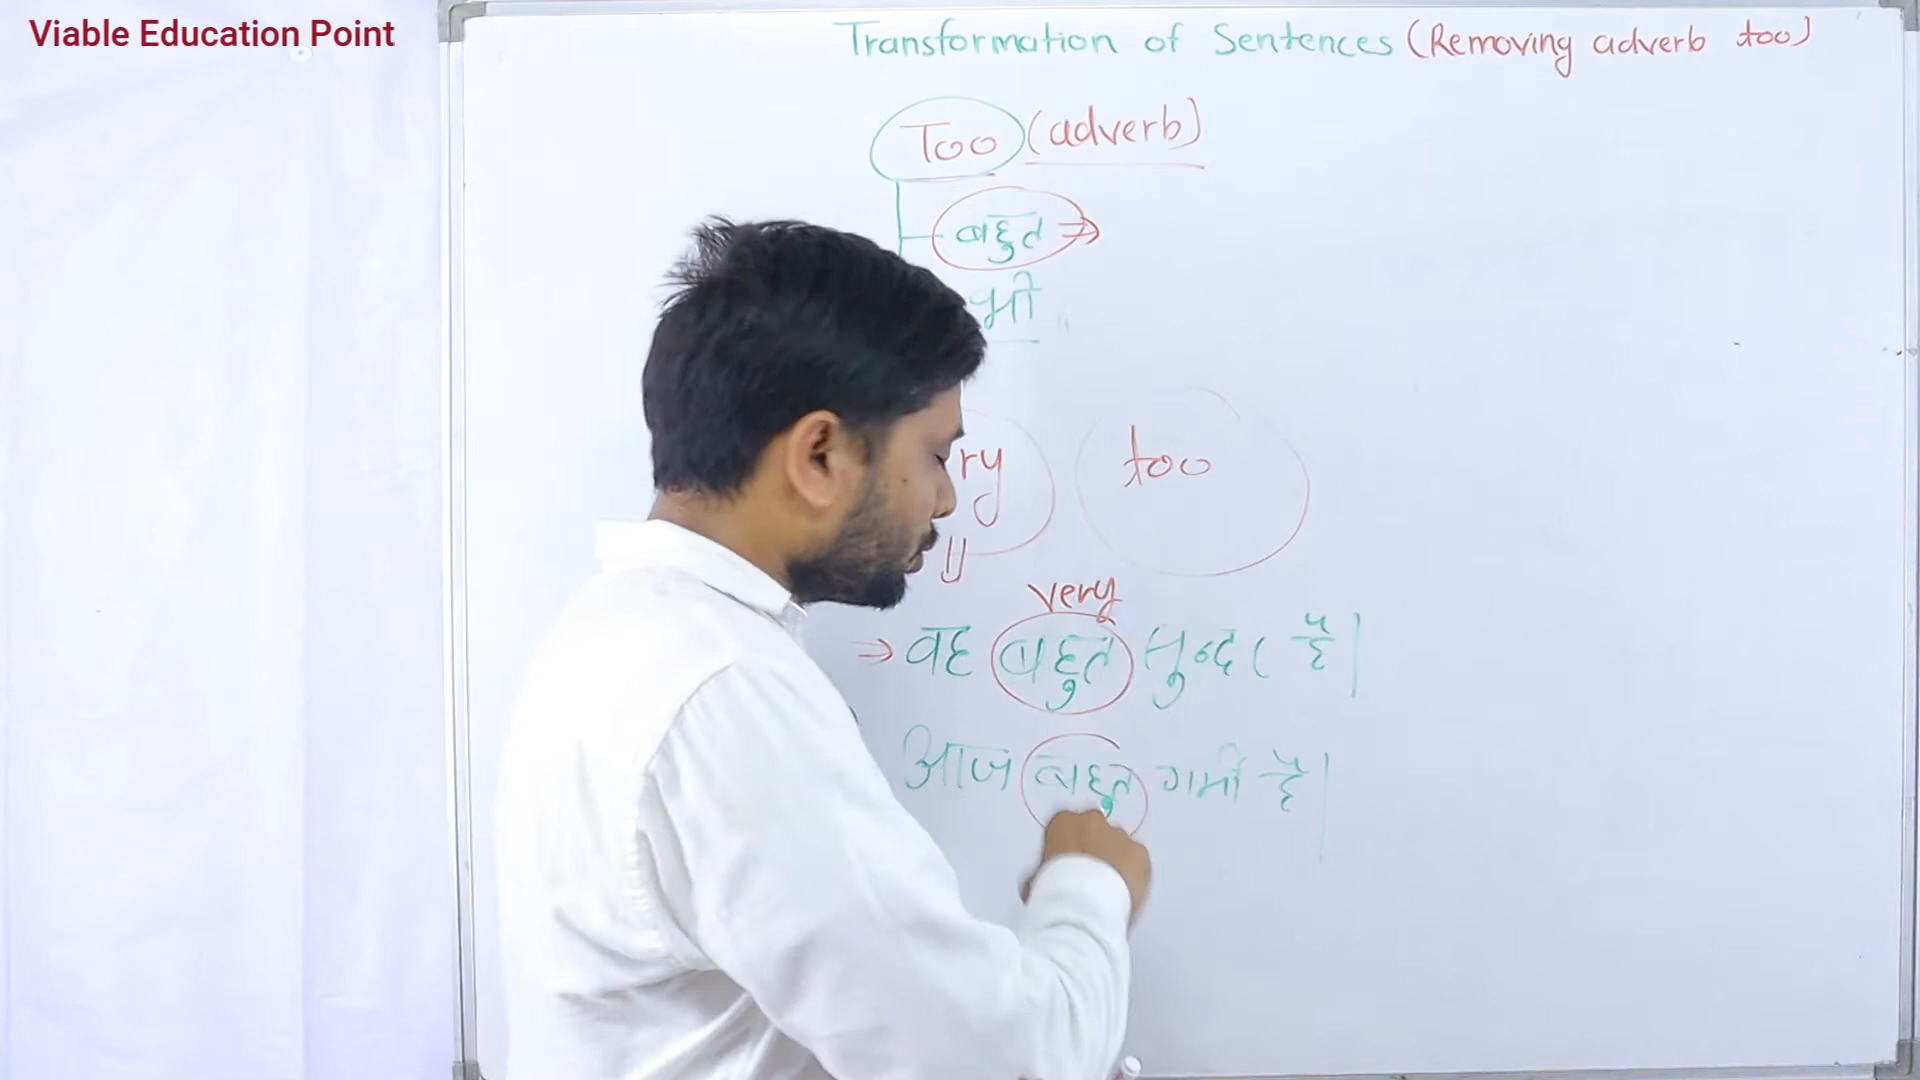 Viable Education Point
Transformation of Sentences (Removing adverb too)
Too (adverb)
बहुत
भी
ry too
very
वह बहुत सुन्दर है।
आज बहुत गर्मी है।